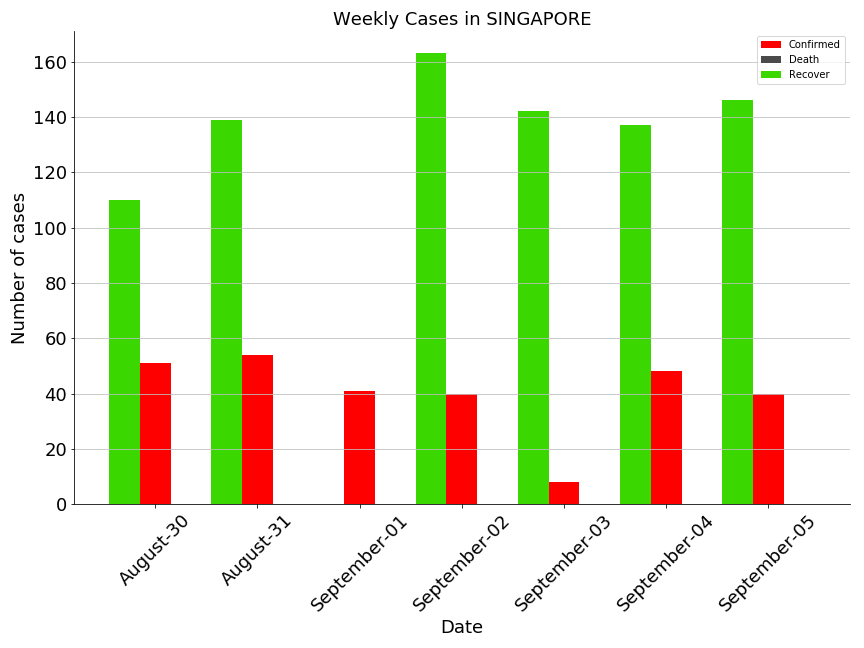 Weekly Cases in SINGAPORE
Confirmed
Death
Recover
Number of cases
160
140
120
100
80
60
40
20
0
August-30
August-31
September-01
September-02
September-03
September-04
September-05
Date